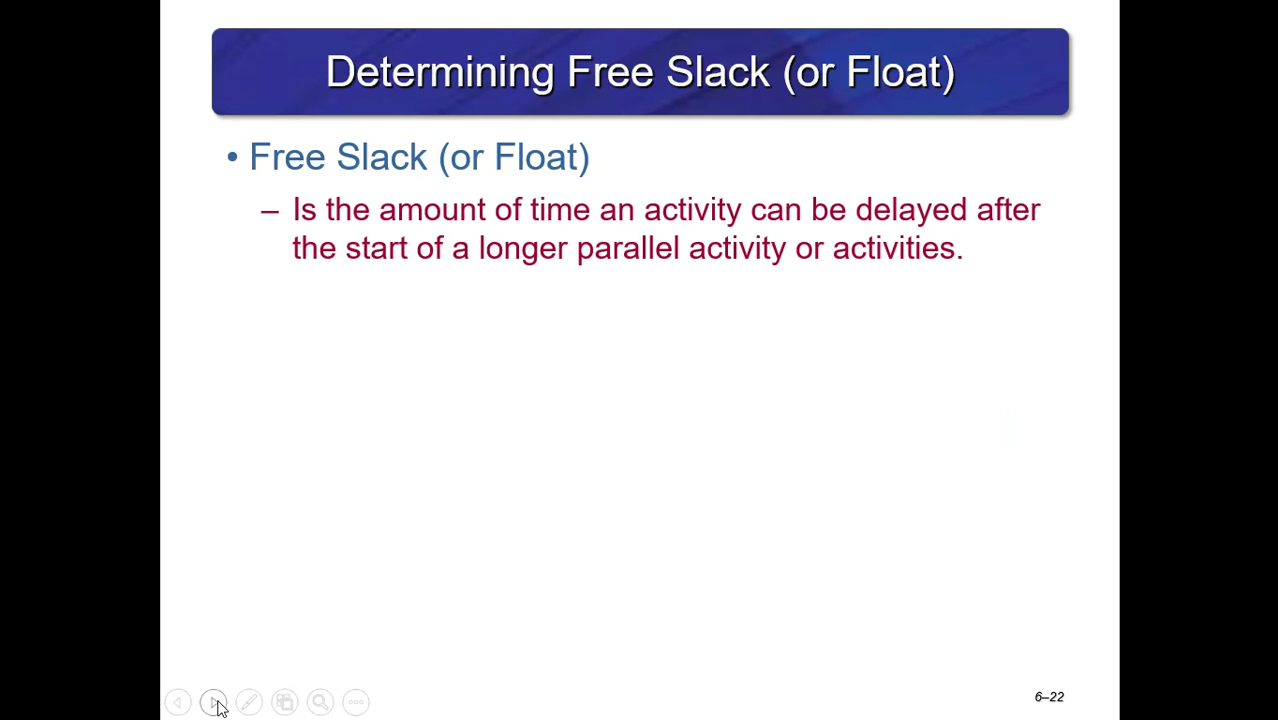 Determining Free Slack (or Float)
• Free Slack (or Float)
– Is the amount of time an activity can be delayed after
the start of a longer parallel activity or activities.
6–22